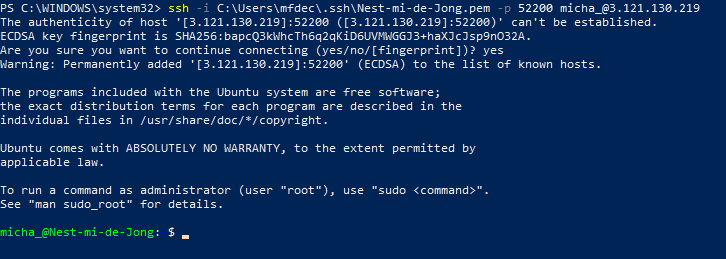 PS C:\WINDOWS\system32> ssh -i C:\Users\mfdec\.ssh\Nest-mi-de-Jong.pem -p 52200 micha_@3.121.130.219
The authenticity of host '[3.121.130.219]:52200 ([3.121.130.219]:52200)' can't be established.
ECDSA key fingerprint is SHA256:bapcQ3kWhcTh6q2qKiD6UVMWGGJ3+haXJcJsp9nO32A.
Are you sure you want to continue connecting (yes/no/[fingerprint])? yes
Warning: Permanently added '[3.121.130.219]:52200' (ECDSA) to the list of known hosts.
The programs included with the Ubuntu system are free software;
the exact distribution terms for each program are described in the
individual files in /usr/share/doc/*/copyright.
Ubuntu comes with ABSOLUTELY NO WARRANTY, to the extent permitted by
applicable law.
To run a command as administrator (user "root"), use "sudo <command>".
See "man sudo_root" for details.
micha_@Nest-mi-de-Jong: $